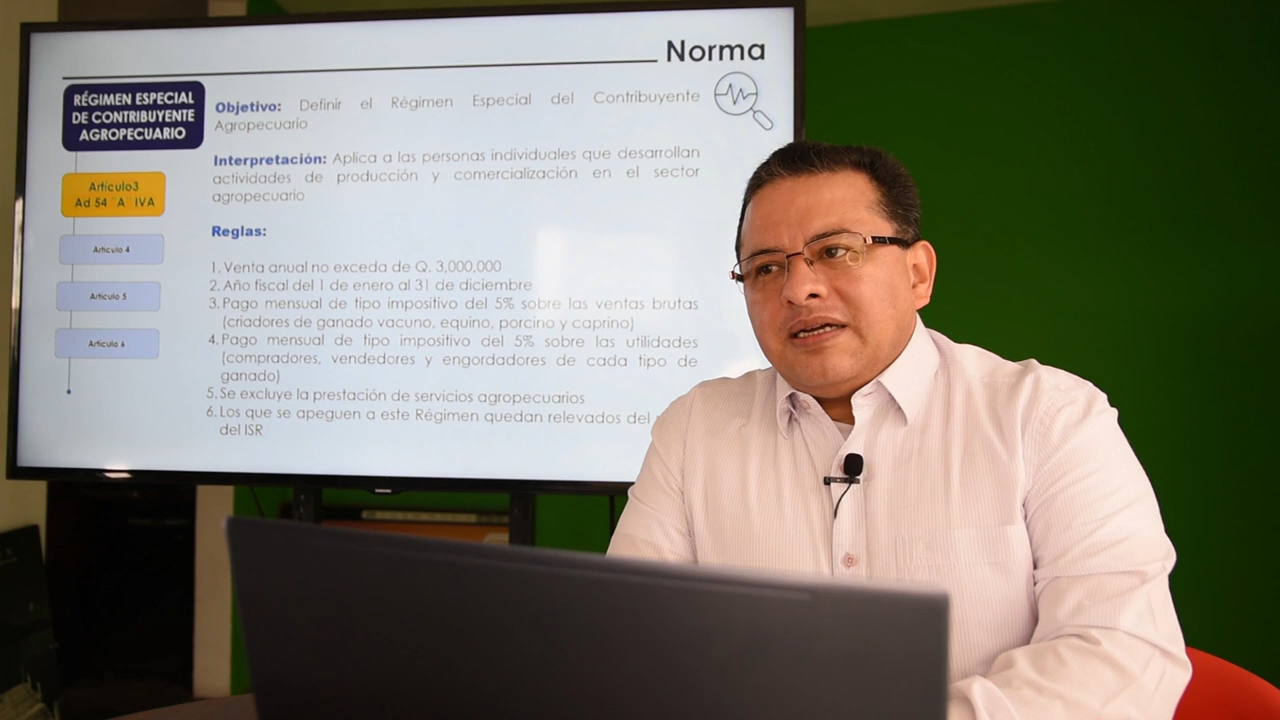 Norma
RÉGIMEN ESPECIAL
DE CONTRIBUYENTE
AGROPECUARIO
Artículo3
Ad 54 ¨A¨ IVA
Artículo 4
Artículo 5
Artículo 6
Objetivo: Definir el Régimen Especial del Contribuyente
Agropecuario
Interpretación: Aplica a las personas individuales que desarrollan
actividades de producción y comercialización en el sector
agropecuario
Reglas:
1. Venta anual no exceda de Q. 3,000,000
2. Año fiscal del 1 de enero al 31 de diciembre
3. Pago mensual de tipo impositivo del 5% sobre las ventas brutas
(criadores de ganado vacuno, equino, porcino y caprino)
4. Pago mensual de tipo impositivo del 5% sobre las utilidades
(compradores, vendedores y engordadores de cada tipo de
ganado)
5. Se excluye la prestación de servicios agropecuarios
6. Los que se apeguen a este Régimen quedan relevados del
del ISR